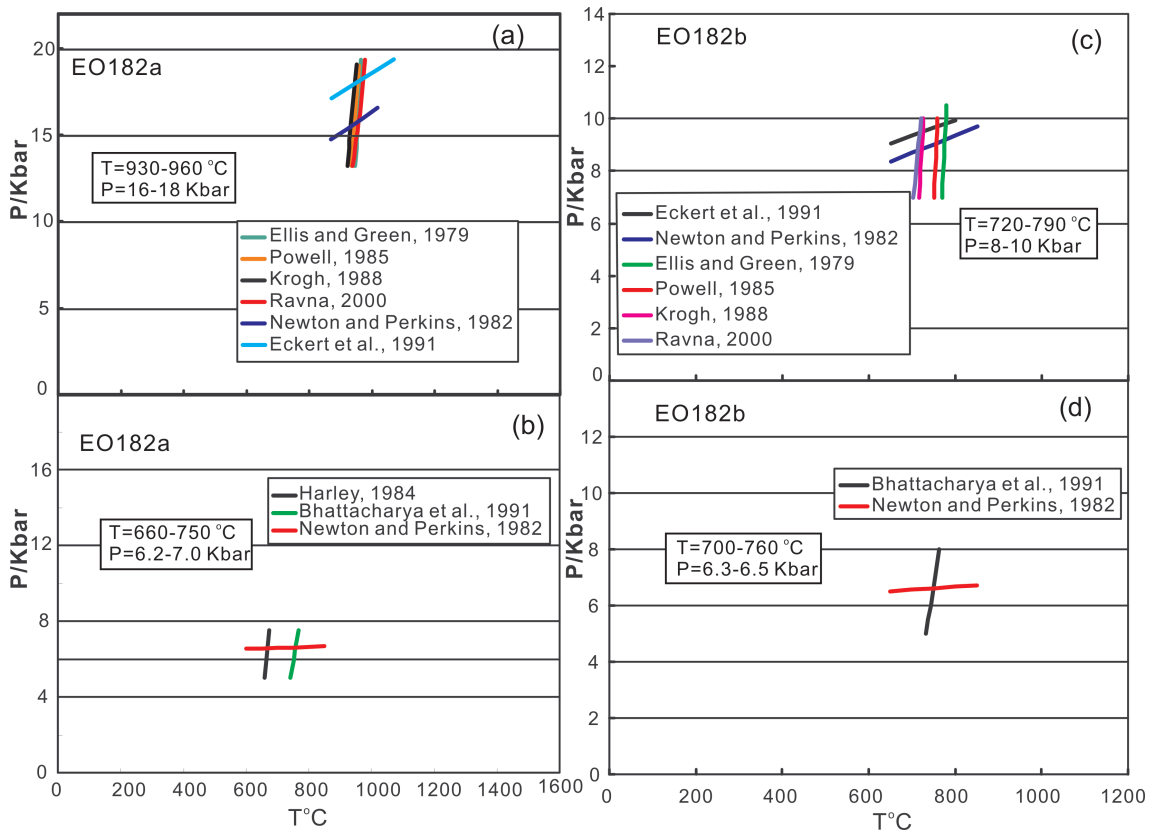 (a)
EO182a
20
15
10
5
0
P/Kbar
T=930-960 °C
P=16-18 Kbar
Ellis and Green, 1979
Powell, 1985
Krogh, 1988
Ravna, 2000
Newton and Perkins, 1982
Eckert et al., 1991
(b)
EO182a
16
12
8
4
0
P/Kbar
Harley, 1984
Bhattacharya et al., 1991
Newton and Perkins, 1982
T=660-750 °C
P=6.2-7.0 Kbar
0 200 400 600 800 1000 1200 1400 1600
T°C
(c)
EO182b
14
12
10
8
6
4
2
0
P/Kbar
Eckert et al., 1991
Newton and Perkins, 1982
Ellis and Green, 1979
Powell, 1985
Krogh, 1988
Ravna, 2000
T=720-790 °C
P=8-10 Kbar
(d)
EO182b
12
10
8
6
4
2
0
P/Kbar
Bhattacharya et al., 1991
Newton and Perkins, 1982
T=700-760 °C
P=6.3-6.5 Kbar
0 200 400 600 800 1000 1200
T°C